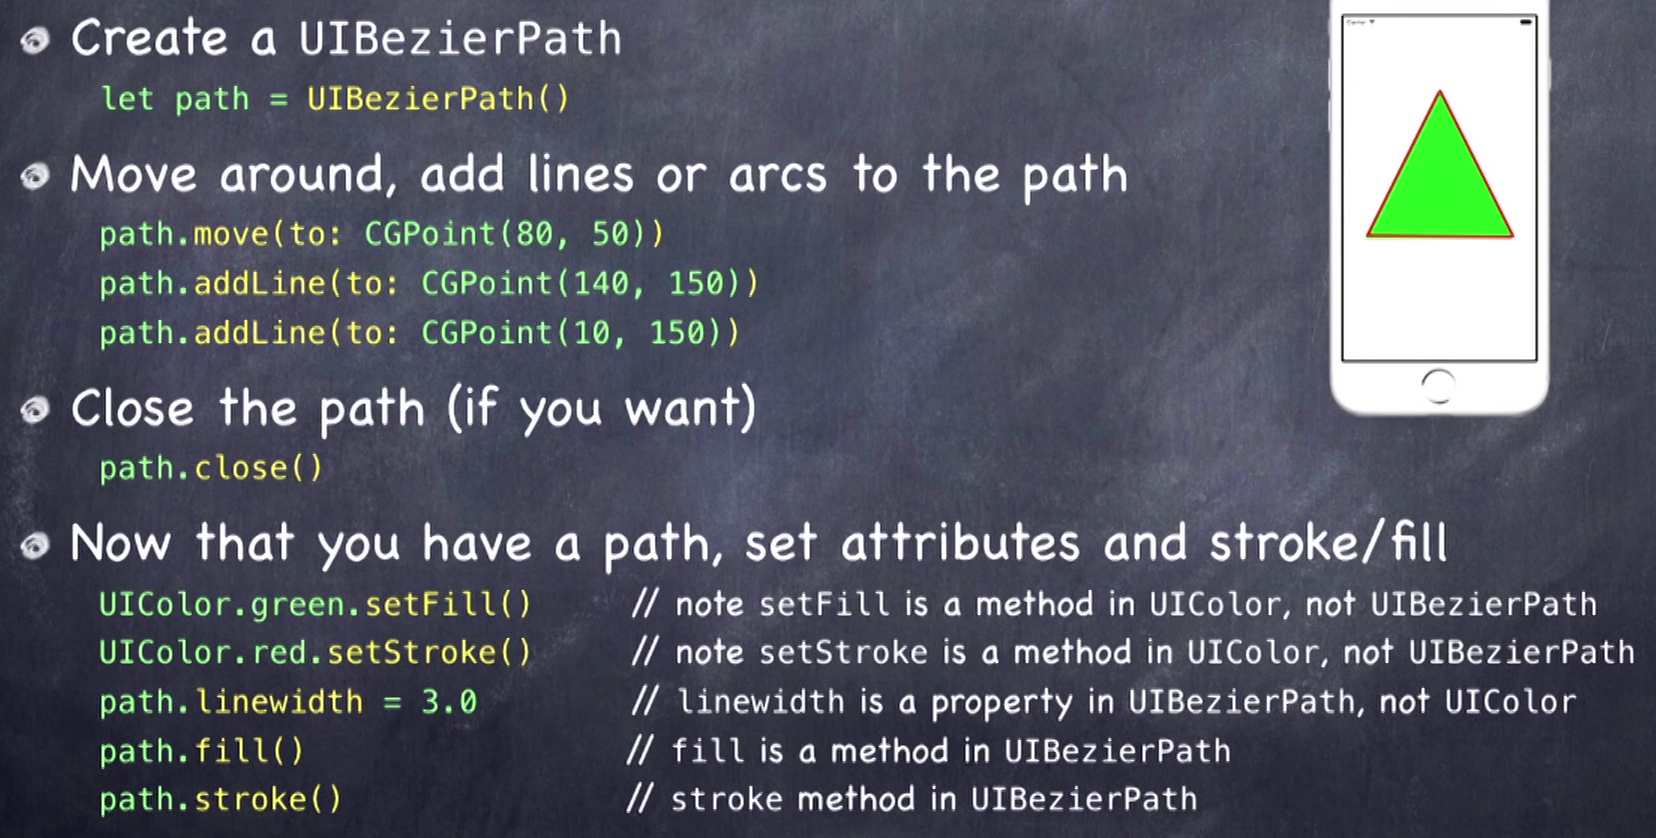 Create a UIBezierPath
let path = UIBezierPath()
Move around, add lines or arcs to the path
path.move(to: CGPoint(80, 50))
path.addLine(to: CGPoint(140, 150))
path.addLine(to: CGPoint(10, 150))
Close the path (if you want)
path.close()
Now that you have a path, set attributes and stroke/fill
UIColor.green.setFill() // note setFill is a method in UIColor, not UIBezierPath
UIColor.red.setStroke() // note setStroke is a method in UIColor, not UIBezierPath
path.linewidth = 3.0 // linewidth is a property in UIBezierPath, not UIColor
path.fill() // fill is a method in UIBezierPath
path.stroke() // stroke method in UIBezierPath
Carrier